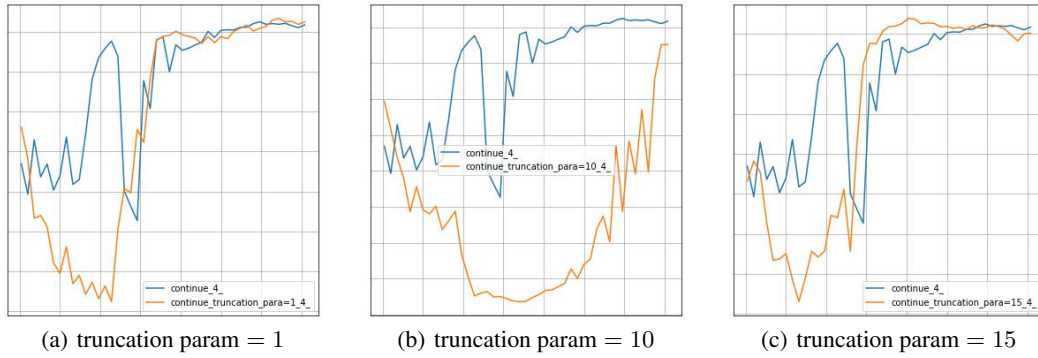 continue_4_
continue_truncation_para=1_4_
(a) truncation param = 1
continue_4_
continue_truncation_para=10_4_
(b) truncation param = 10
continue_4_
continue_truncation_para=15_4_
(c) truncation param = 15